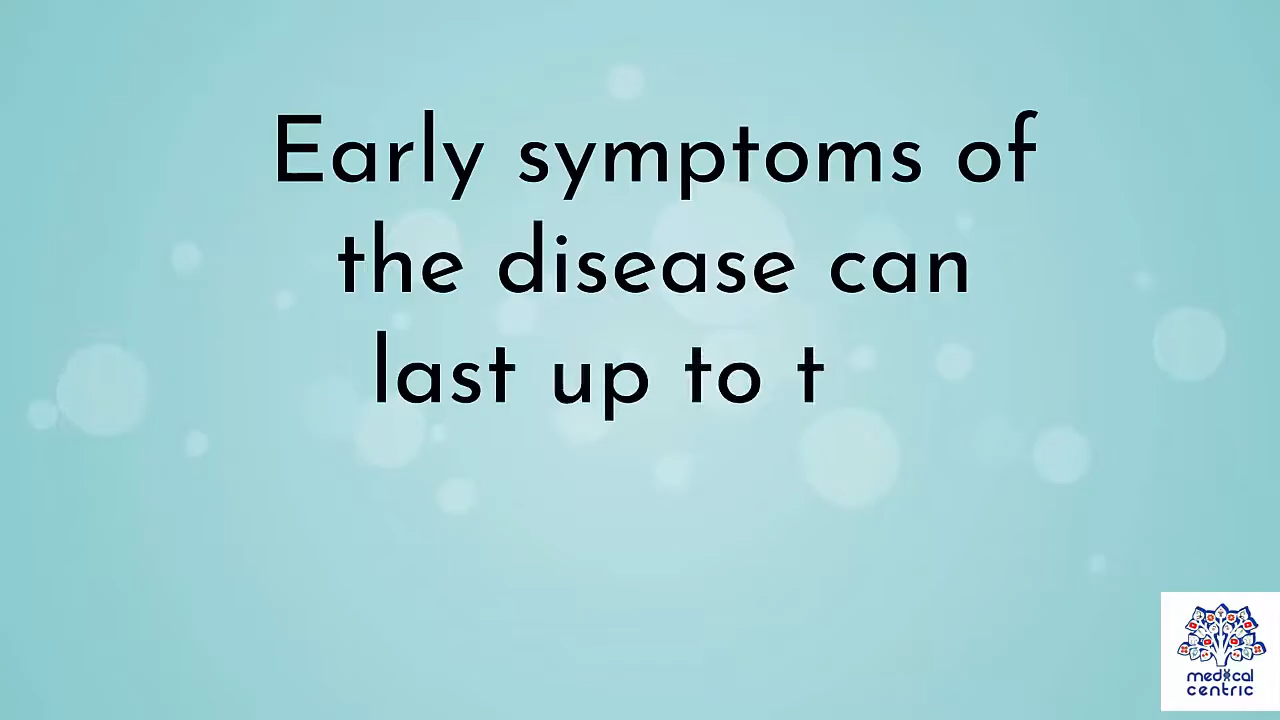 Early symptoms of
the disease can
last up to t
medical
centric